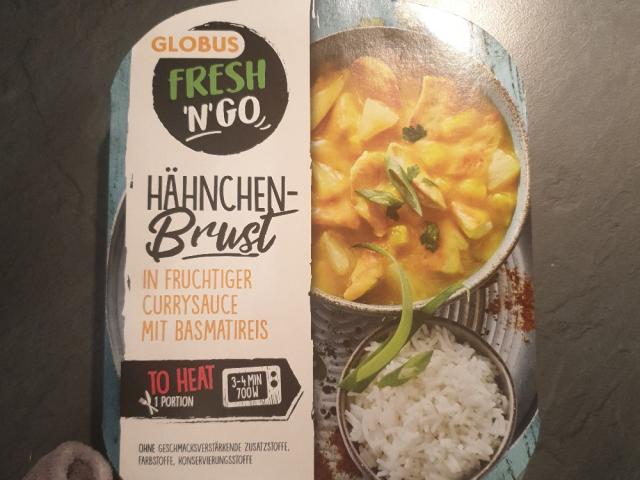 GLOBUS
FRESH
'N' GO
HÄHNCHEN-
Brust
IN FRUCHTIGER
CURRYSAUCE
MIT BASMATIREIS
TO HEAT
1 PORTION
3-4 MIN
700W
OHNE GESCHMACKSVERSTÄRKENDE ZUSATZSTOFFE,
FARBSTOFFE, KONSERVIERUNGSSTOFFE